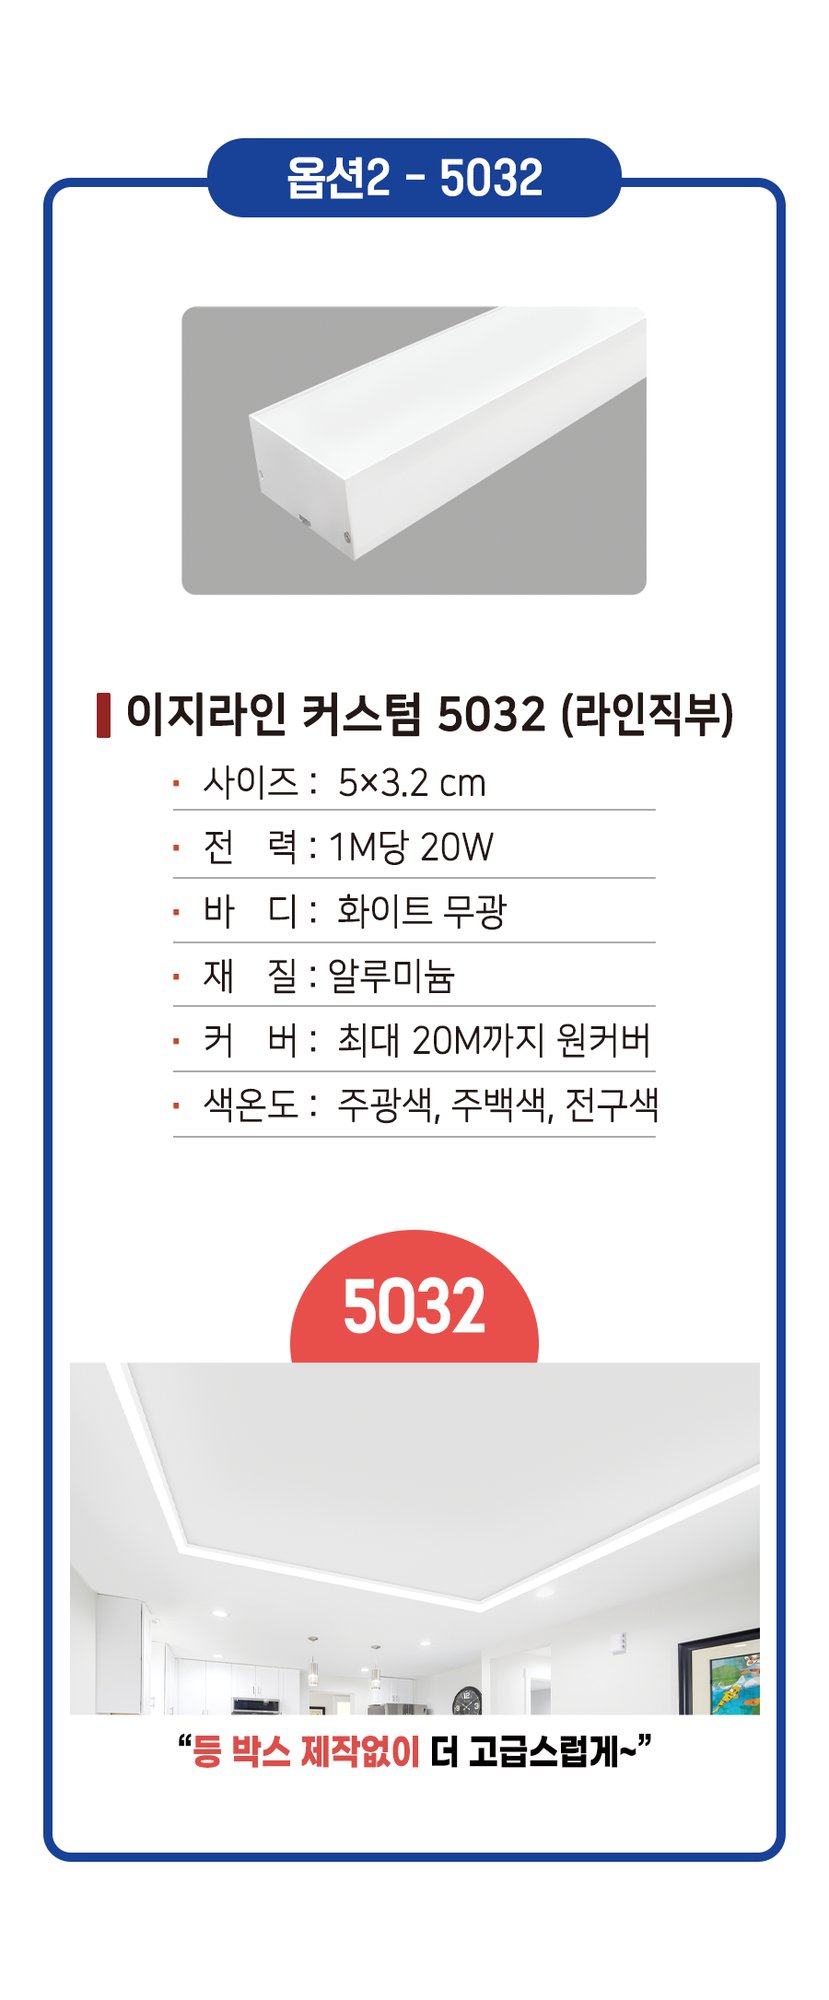 옵션2 - 5032
이지라인 커스텀 5032 (라인직부)
· 사이즈 : 5×3.2 cm
· 전 력 : 1M당 20W
· 바 디 : 화이트 무광
· 재 질 : 알루미늄
· 커 버 : 최대 20M까지 원커버
· 색온도 : 주광색, 주백색, 전구색
5032
“등 박스 제작없이 더 고급스럽게~”